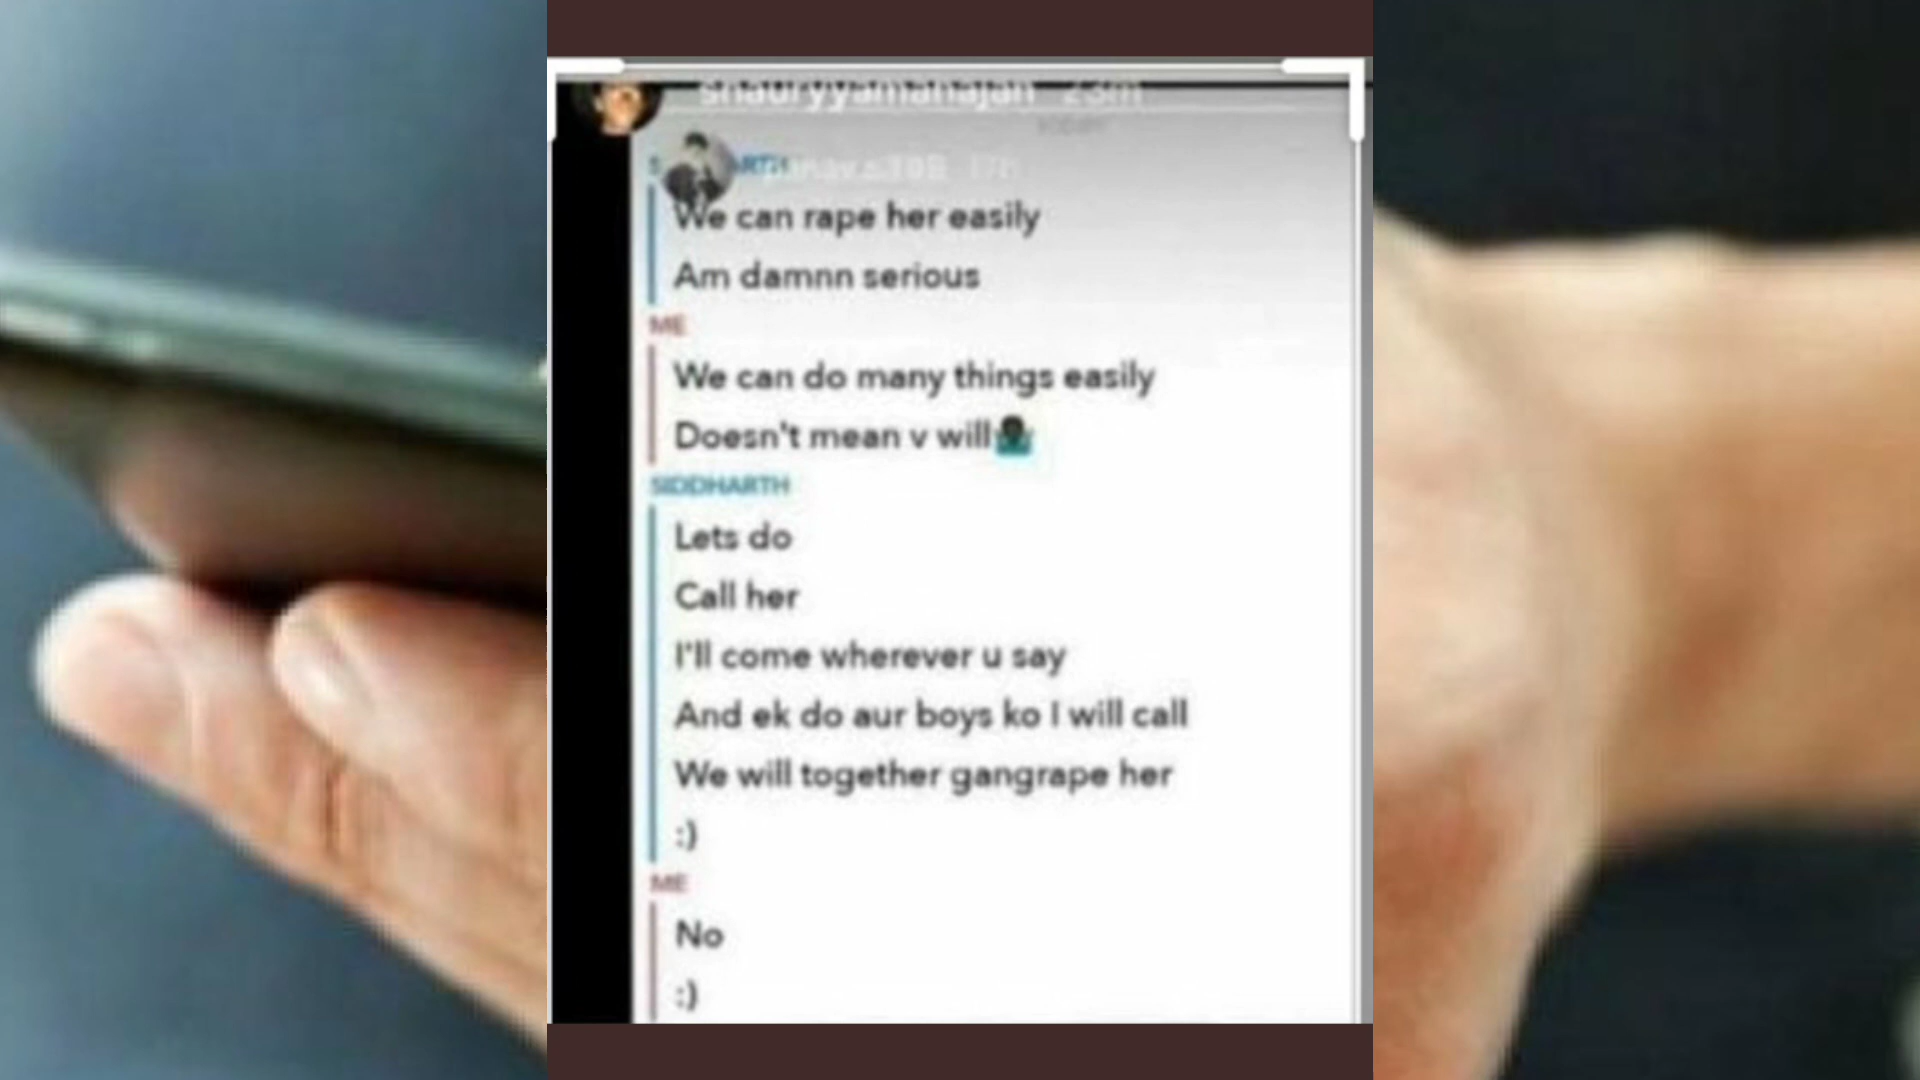 We can rape her easily
Am damnn serious
ME
We can do many things easily
Doesn't mean v will
SIDDHARTH
Lets do
Call her
I'll come wherever u say
And ek do aur boys ko I will call
We will together gangrape her
:)
ME
No
:)